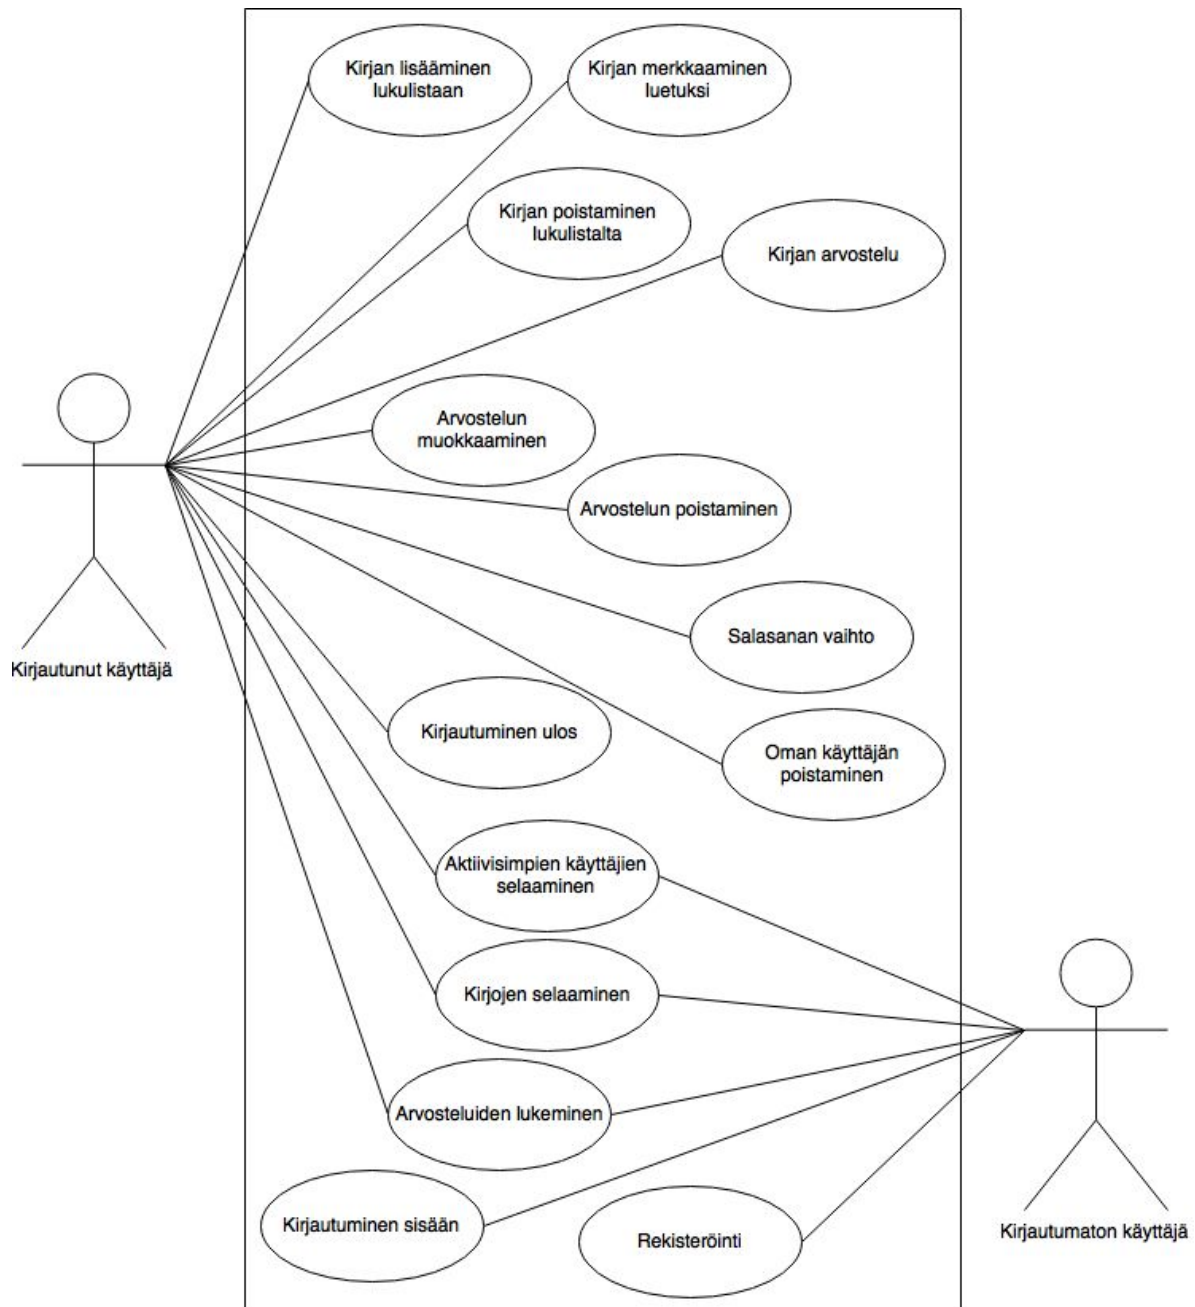 Kirjan lisääminen
lukulistaan
Kirjan merkkaaminen
luetuksi
Kirjan poistaminen
lukulistalta
Kirjan arvostelu
Arvostelun
muokkaaminen
Arvostelun poistaminen
Salasanan vaihto
Kirjautunut käyttäjä
Kirjautuminen ulos
Oman käyttäjän
poistaminen
Aktiivisimpien käyttäjien
selaaminen
Kirjojen selaaminen
Arvosteluiden lukeminen
Kirjautuminen sisään
Rekisteröinti
Kirjautumaton käyttäjä